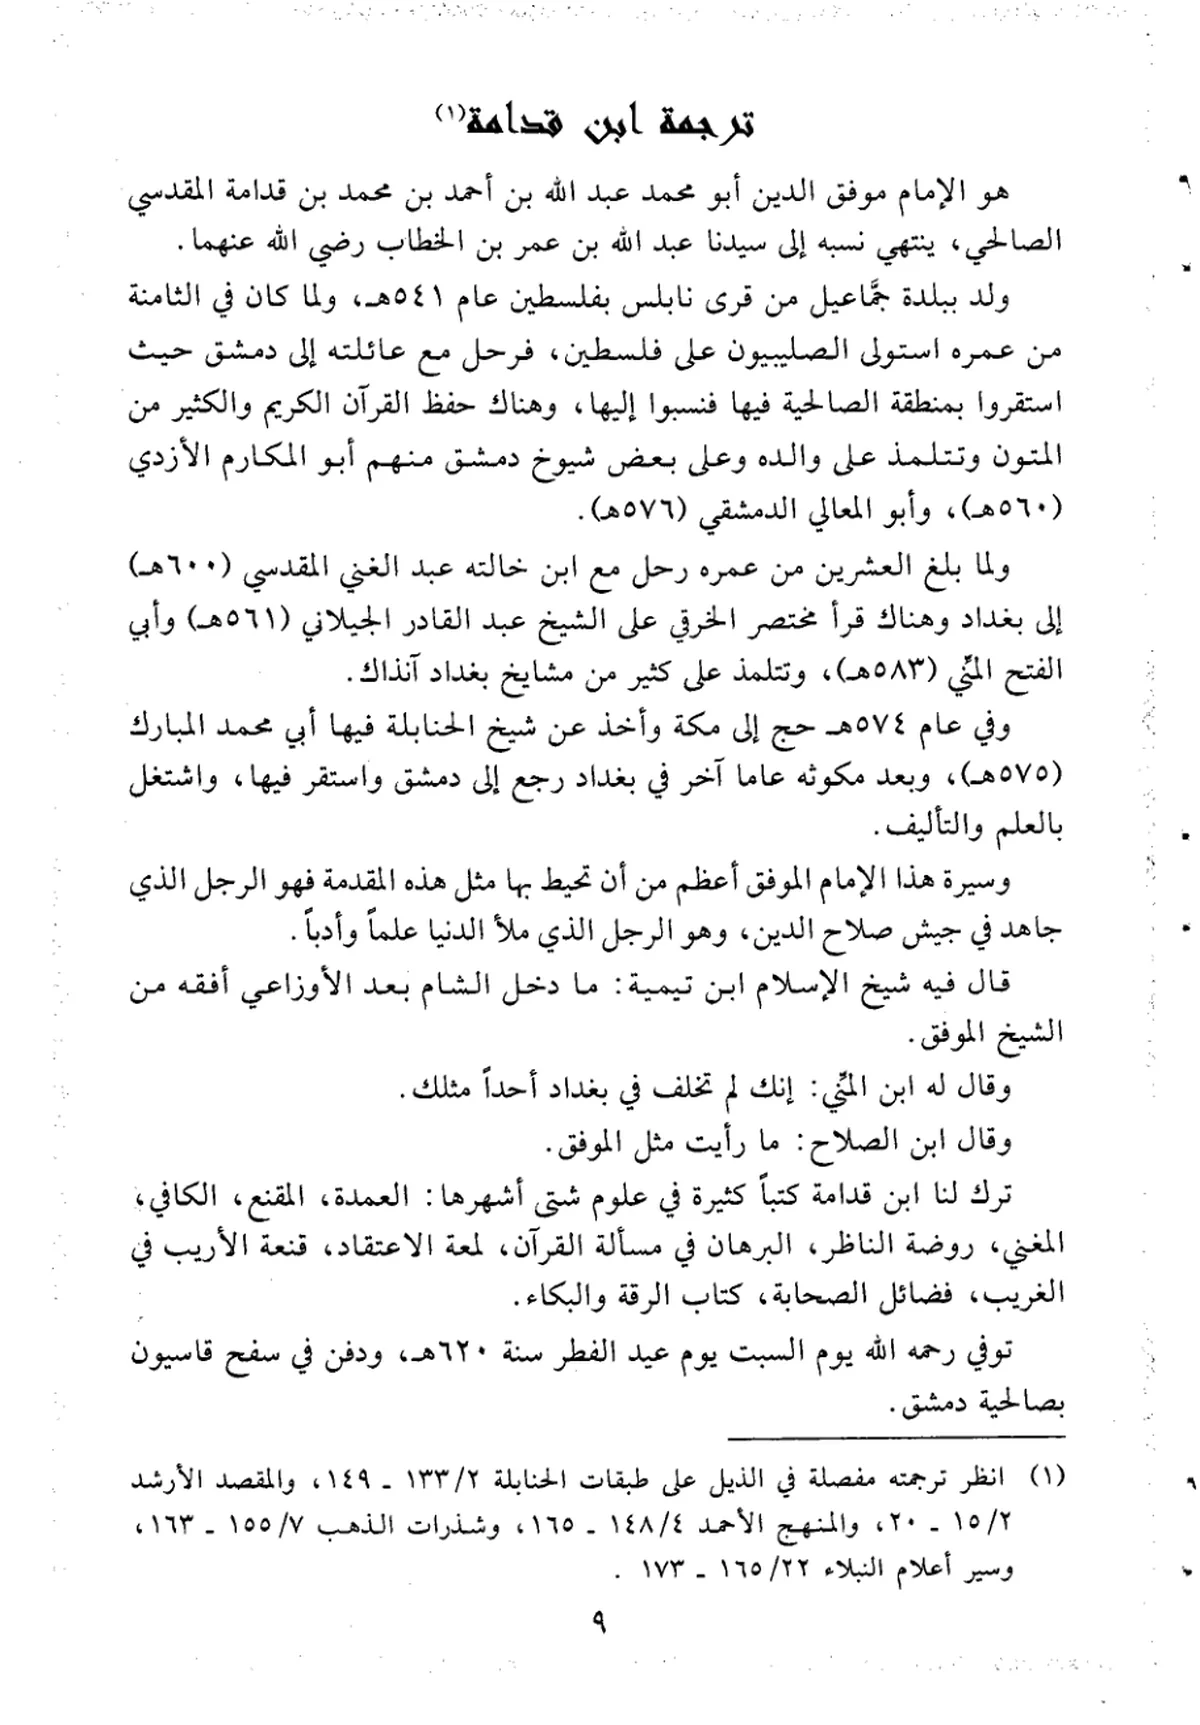 ترجمة ابن قدامة(١)
هو الإمام موفق الدين أبو محمد عبد الله بن أحمد بن محمد بن قدامة المقدسي
الصالحي، ينتهي نسبه إلى سيدنا عبد الله بن عمر بن الخطاب رضي الله عنهما.
ولد ببلدة جمَّاعيل من قرى نابلس بفلسطين عام ٥٤١هـ، ولما كان في الثامنة
من عمره استولى الصليبيون على فلسطين، فرحل مع عائلته إلى دمشق حيث
استقروا بمنطقة الصالحية فيها فنسبوا إليها، وهناك حفظ القرآن الكريم والكثير من
المتون وتتلمذ على والده وعلى بعض شيوخ دمشق منهم أبو المكارم الأزدي
(٥٦٠هـ)، وأبو المعالي الدمشقي (٥٧٦هـ).
ولما بلغ العشرين من عمره رحل مع ابن خالته عبد الغني المقدسي (٦٠٠هـ)
إلى بغداد وهناك قرأ مختصر الخرقي على الشيخ عبد القادر الجيلاني (٥٦١هـ) وأبي
الفتح المنِّي (٥٨٣هـ)، وتتلمذ على كثير من مشايخ بغداد آنذاك.
وفي عام ٥٧٤هـ حج إلى مكة وأخذ عن شيخ الحنابلة فيها أبي محمد المبارك
(٥٧٥هـ)، وبعد مكوثه عاما آخر في بغداد رجع إلى دمشق واستقر فيها، واشتغل
بالعلم والتأليف.
وسيرة هذا الإمام الموفق أعظم من أن تحيط بها مثل هذه المقدمة فهو الرجل الذي
جاهد في جيش صلاح الدين، وهو الرجل الذي ملأ الدنيا علماً وأدباً.
قال فيه شيخ الإسلام ابن تيمية: ما دخل الشام بعد الأوزاعي أفقه من
الشيخ الموفق.
وقال له ابن المنِّي: إنك لم تخلف في بغداد أحداً مثلك.
وقال ابن الصلاح: ما رأيت مثل الموفق.
ترك لنا ابن قدامة كتباً كثيرة في علوم شتى أشهرها: العمدة، المقنع، الكافي،
المغني، روضة الناظر، البرهان في مسألة القرآن، لمعة الاعتقاد، قنعة الأريب في
الغريب، فضائل الصحابة، كتاب الرقة والبكاء.
توفي رحمه الله يوم السبت يوم عيد الفطر سنة ٦٢٠هـ، ودفن في سفح قاسيون
بصالحية دمشق.
(١) انظر ترجمته مفصلة في الذيل على طبقات الحنابلة ١٣٣/٢ ـ ١٤٩، والمقصد الأرشد
١٥/٢ ـ ٢٠، والمنهج الأحمد ١٤٨/٤ ـ ١٦٥، وشذرات الذهب ١٥٥/٧ ـ ١٦٣،
وسير أعلام النبلاء ١٦٥/٢٢ ـ ١٧٣ .
٩